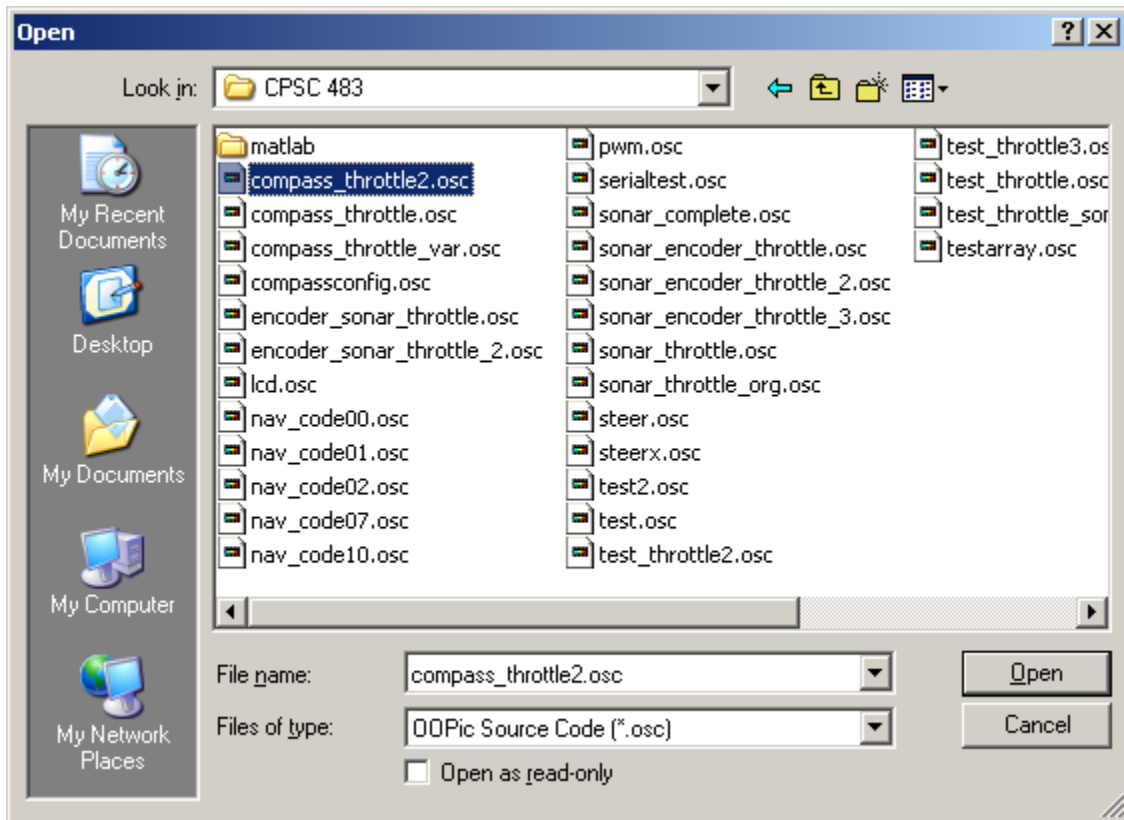 Open
Look in: CPSC 483
My Recent
Documents
Desktop
My Documents
My Computer
My Network
Places
matlab
compass_throttle2.osc
compass_throttle.osc
compass_throttle_var.osc
compassconfig.osc
encoder_sonar_throttle.osc
encoder_sonar_throttle_2.osc
lcd.osc
nav_code00.osc
nav_code01.osc
nav_code02.osc
nav_code07.osc
nav_code10.osc
pwm.osc
serialtest.osc
sonar_complete.osc
sonar_encoder_throttle.osc
sonar_encoder_throttle_2.osc
sonar_encoder_throttle_3.osc
sonar_throttle.osc
sonar_throttle_org.osc
steer.osc
steerx.osc
test2.osc
test.osc
test_throttle2.osc
test_throttle3.os
test_throttle.osc
test_throttle_sor
testarray.osc
File name: compass_throttle2.osc Open
Files of type: OOPic Source Code (*.osc) Cancel
Open as read-only